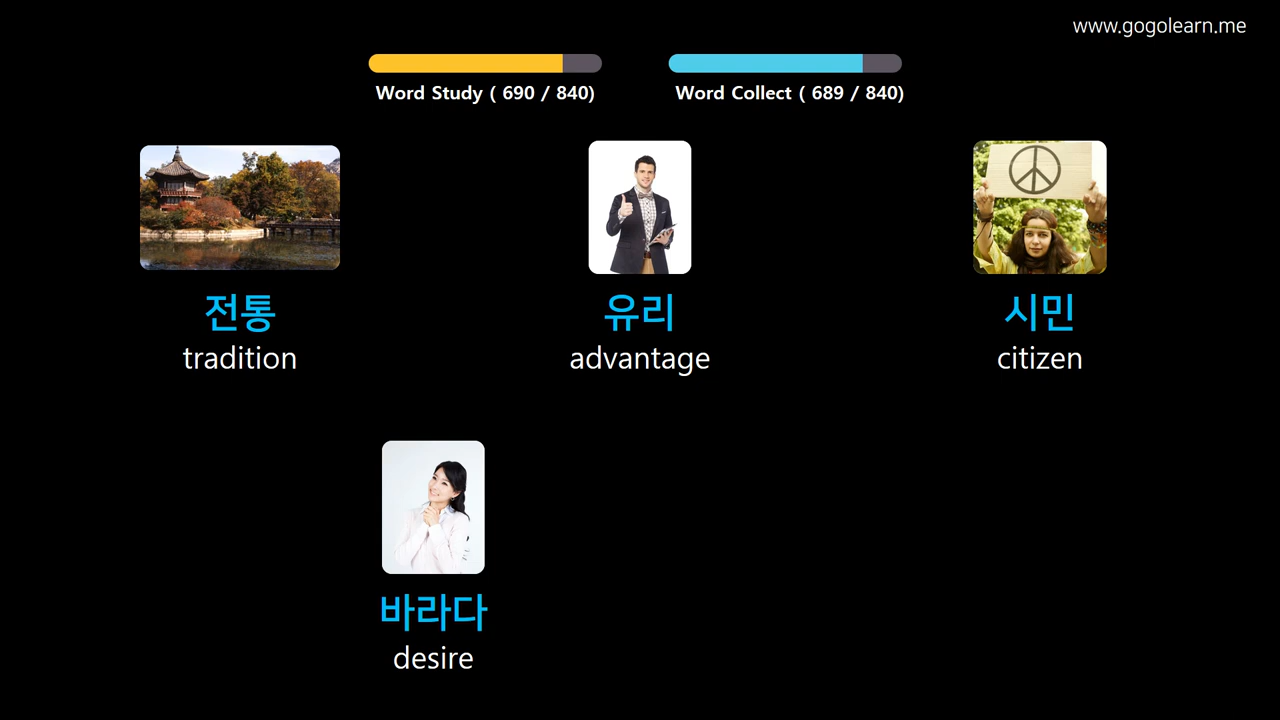 www.gogolearn.me
Word Study ( 690 / 840)
Word Collect ( 689 / 840)
전통
tradition
유리
advantage
시민
citizen
바라다
desire